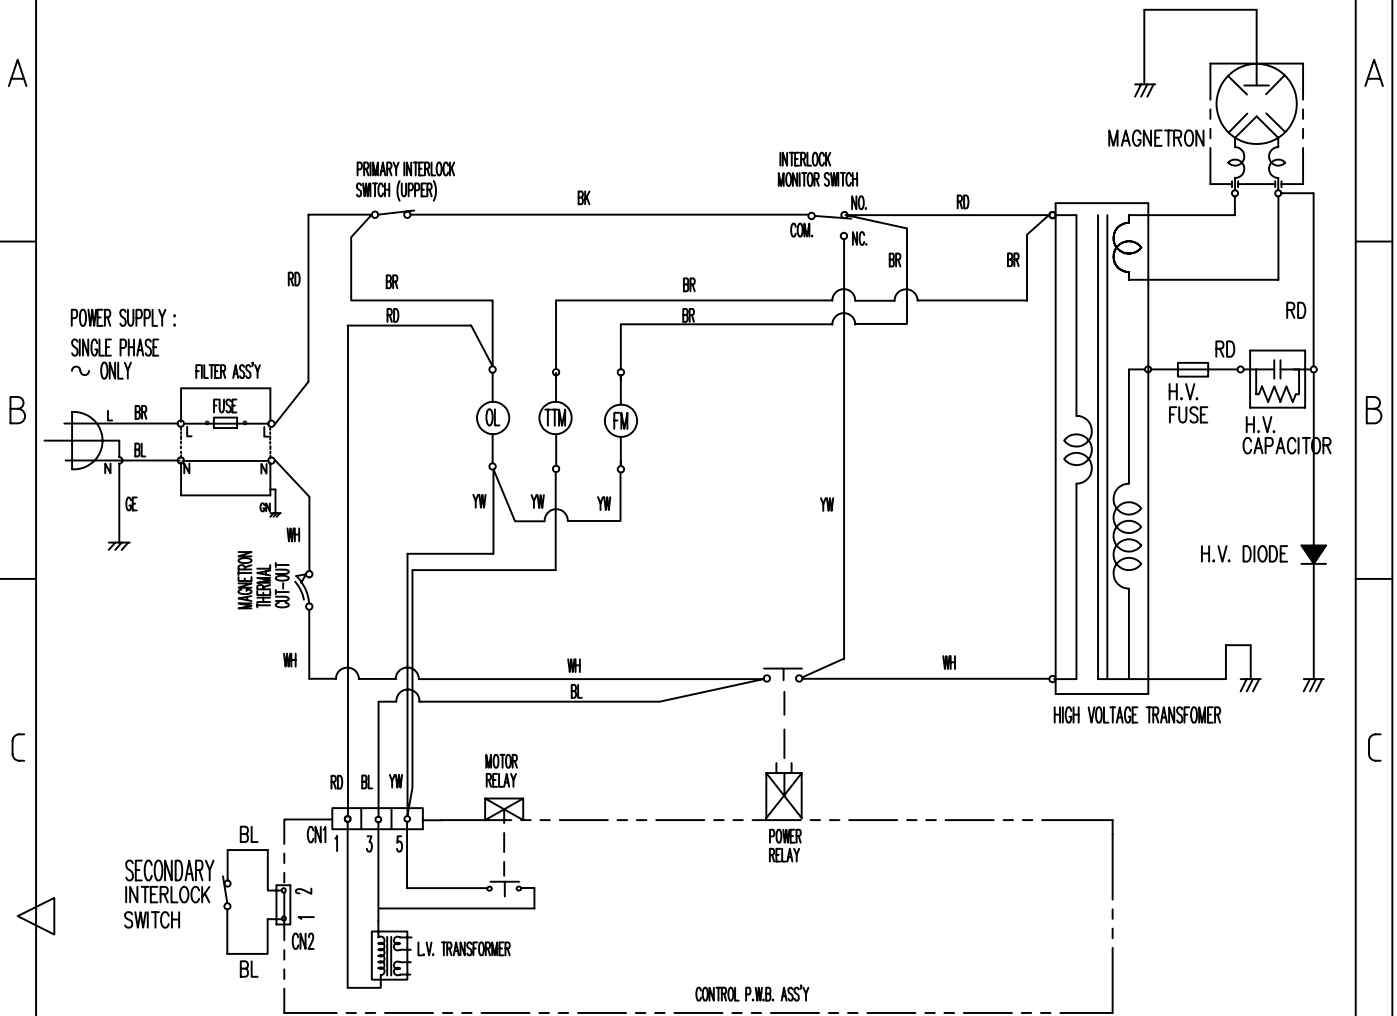 A
A
MAGNETRON
PRIMARY INTERLOCK
SWITCH (UPPER)
INTERLOCK
MONITOR SWITCH
BK
NO.
RD
COM.
NC.
RD
BR
BR
BR
BR
RD
BR
RD
POWER SUPPLY :
SINGLE PHASE
～ ONLY
FILTER ASS'Y
RD
FUSE
H.V.
FUSE
B
B
L
BR
L
L
OL
TTM
FM
H.V.
CAPACITOR
BL
N
N
N
GE
GN
YW
YW
YW
YW
WH
H.V. DIODE
MAGNETRON
THERMAL
CUT-OUT
WH
WH
WH
BL
HIGH VOLTAGE TRANSFOMER
C
C
MOTOR
RELAY
RD
BL
YW
CN1
1
3
5
POWER
RELAY
BL
SECONDARY
INTERLOCK
SWITCH
2
1
CN2
BL
L.V. TRANSFORMER
CONTROL P.W.B. ASS'Y